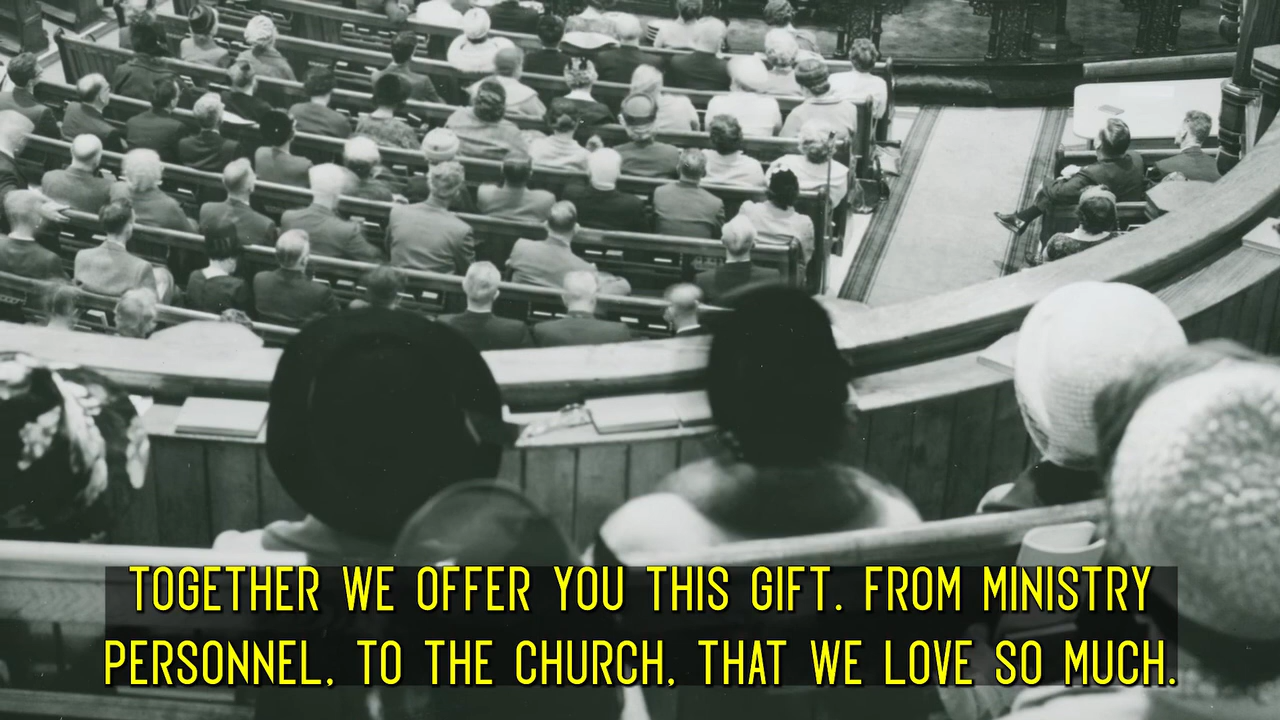 TOGETHER WE OFFER YOU THIS GIFT. FROM MINISTRY
PERSONNEL, TO THE CHURCH, THAT WE LOVE SO MUCH.